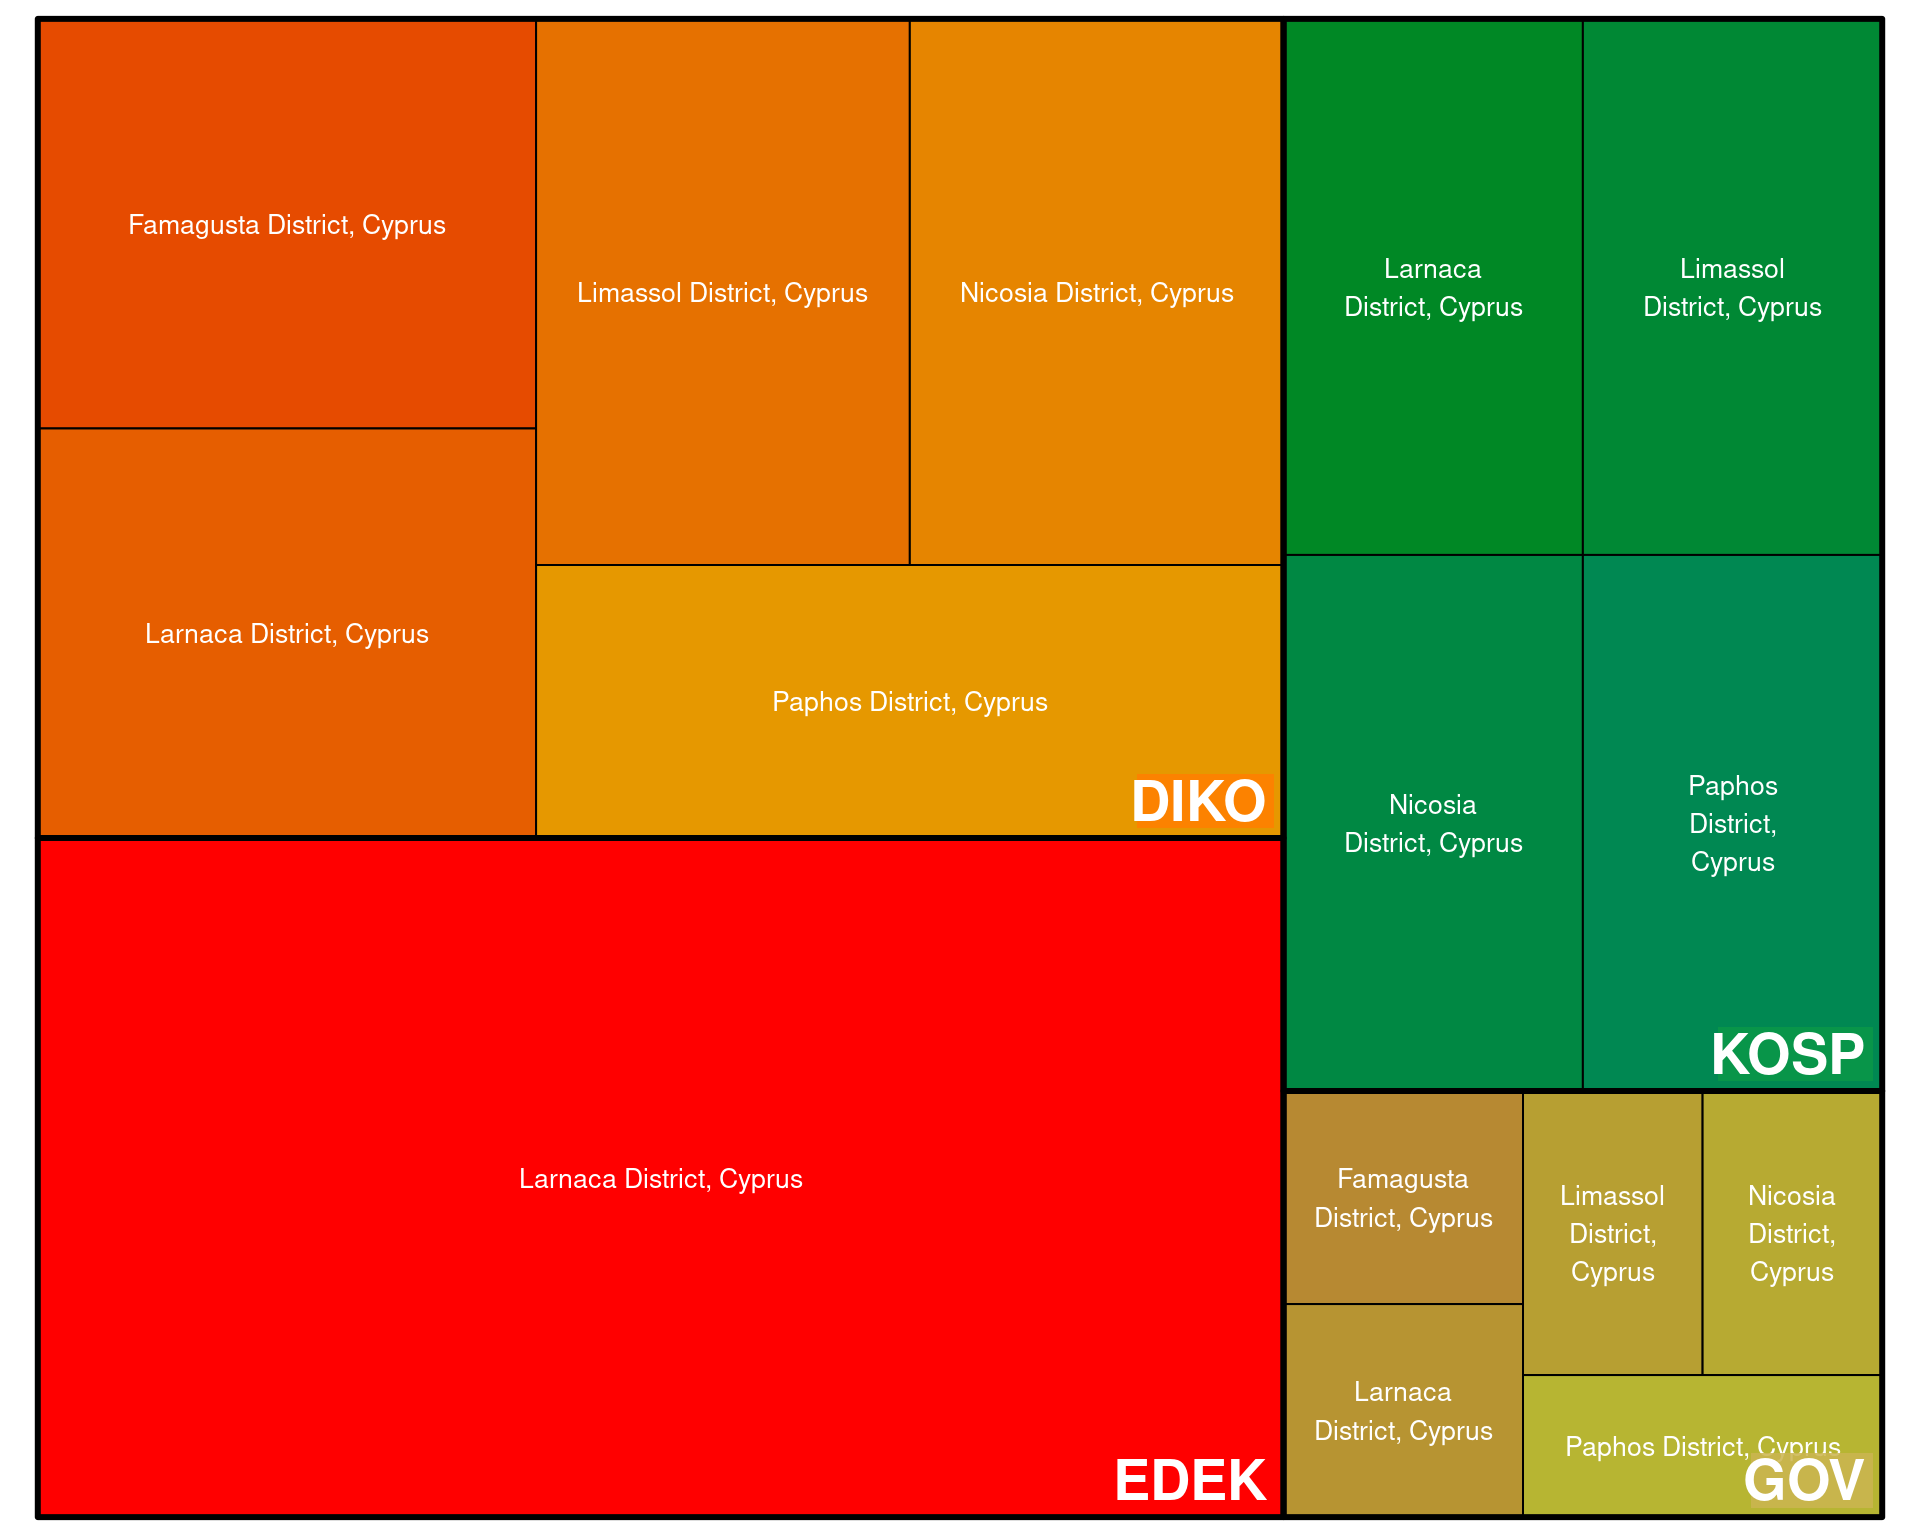 Famagusta District, Cyprus
Larnaca District, Cyprus
Limassol District, Cyprus
Nicosia District, Cyprus
Paphos District, Cyprus
DIKO
Larnaca District, Cyprus
EDEK
Larnaca
District, Cyprus
Limassol
District, Cyprus
Nicosia
District, Cyprus
Paphos
District,
Cyprus
KOSP
Famagusta
District, Cyprus
Larnaca
District, Cyprus
Limassol
District,
Cyprus
Nicosia
District,
Cyprus
Paphos District, Cyprus
GOV